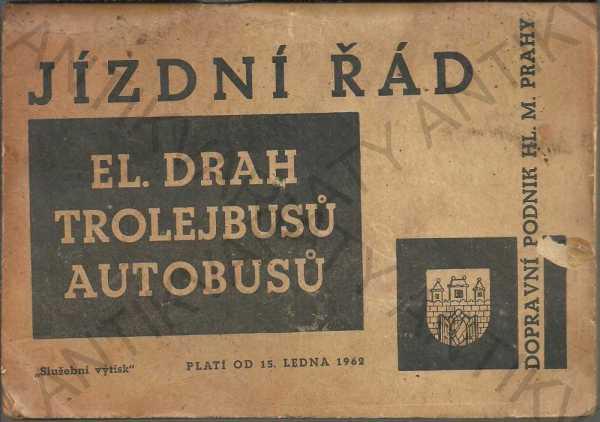 JÍZDNÍ ŘÁD
EL. DRAH
TROLEJBUSŮ
AUTOBUSŮ
DOPRAVNÍ PODNIK HL. M. PRAHY
„Služební výtisk"
PLATÍ OD 15. LEDNA 1962